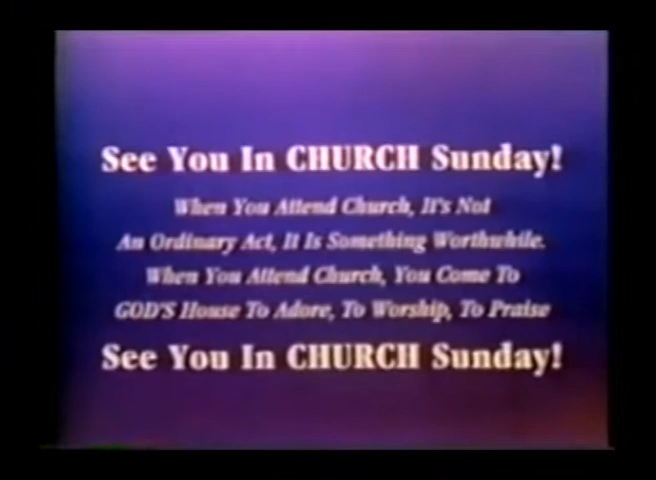 See You In CHURCH Sunday!
When You Attend Church, It's Not
An Ordinary Act, It Is Something Worthwhile.
When You Attend Church, You Come To
GOD'S House To Adore, To Worship, To Praise
See You In CHURCH Sunday!